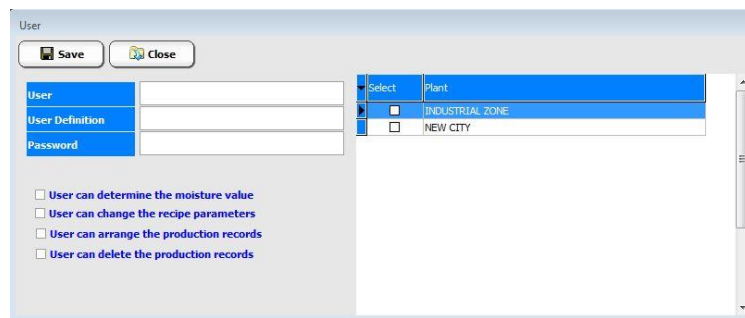 User
Save Close
User
User Definition
Password
User can determine the moisture value
User can change the recipe parameters
User can arrange the production records
User can delete the production records
Select Plant
INDUSTRIAL ZONE
NEW CITY